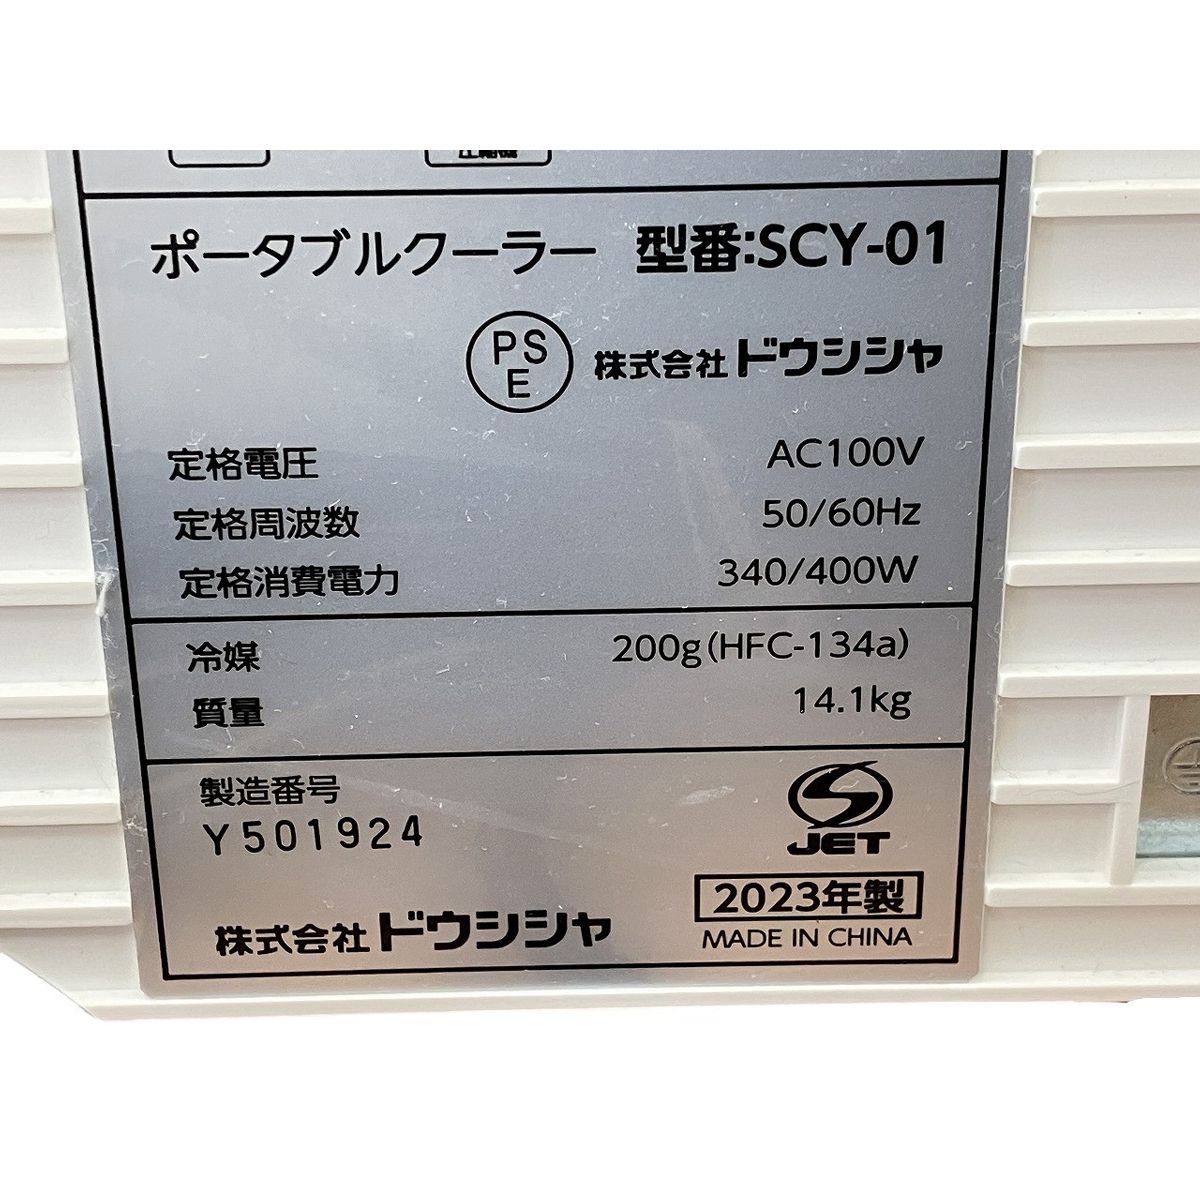 ポータブルクーラー 型番:SCY-01
PSE 株式会社ドウシシャ
定格電圧 AC100V
定格周波数 50/60Hz
定格消費電力 340/400W
冷媒 200g(HFC-134a)
質量 14.1kg
製造番号
Y501924
JET
2023年製
株式会社ドウシシャ
MADE IN CHINA